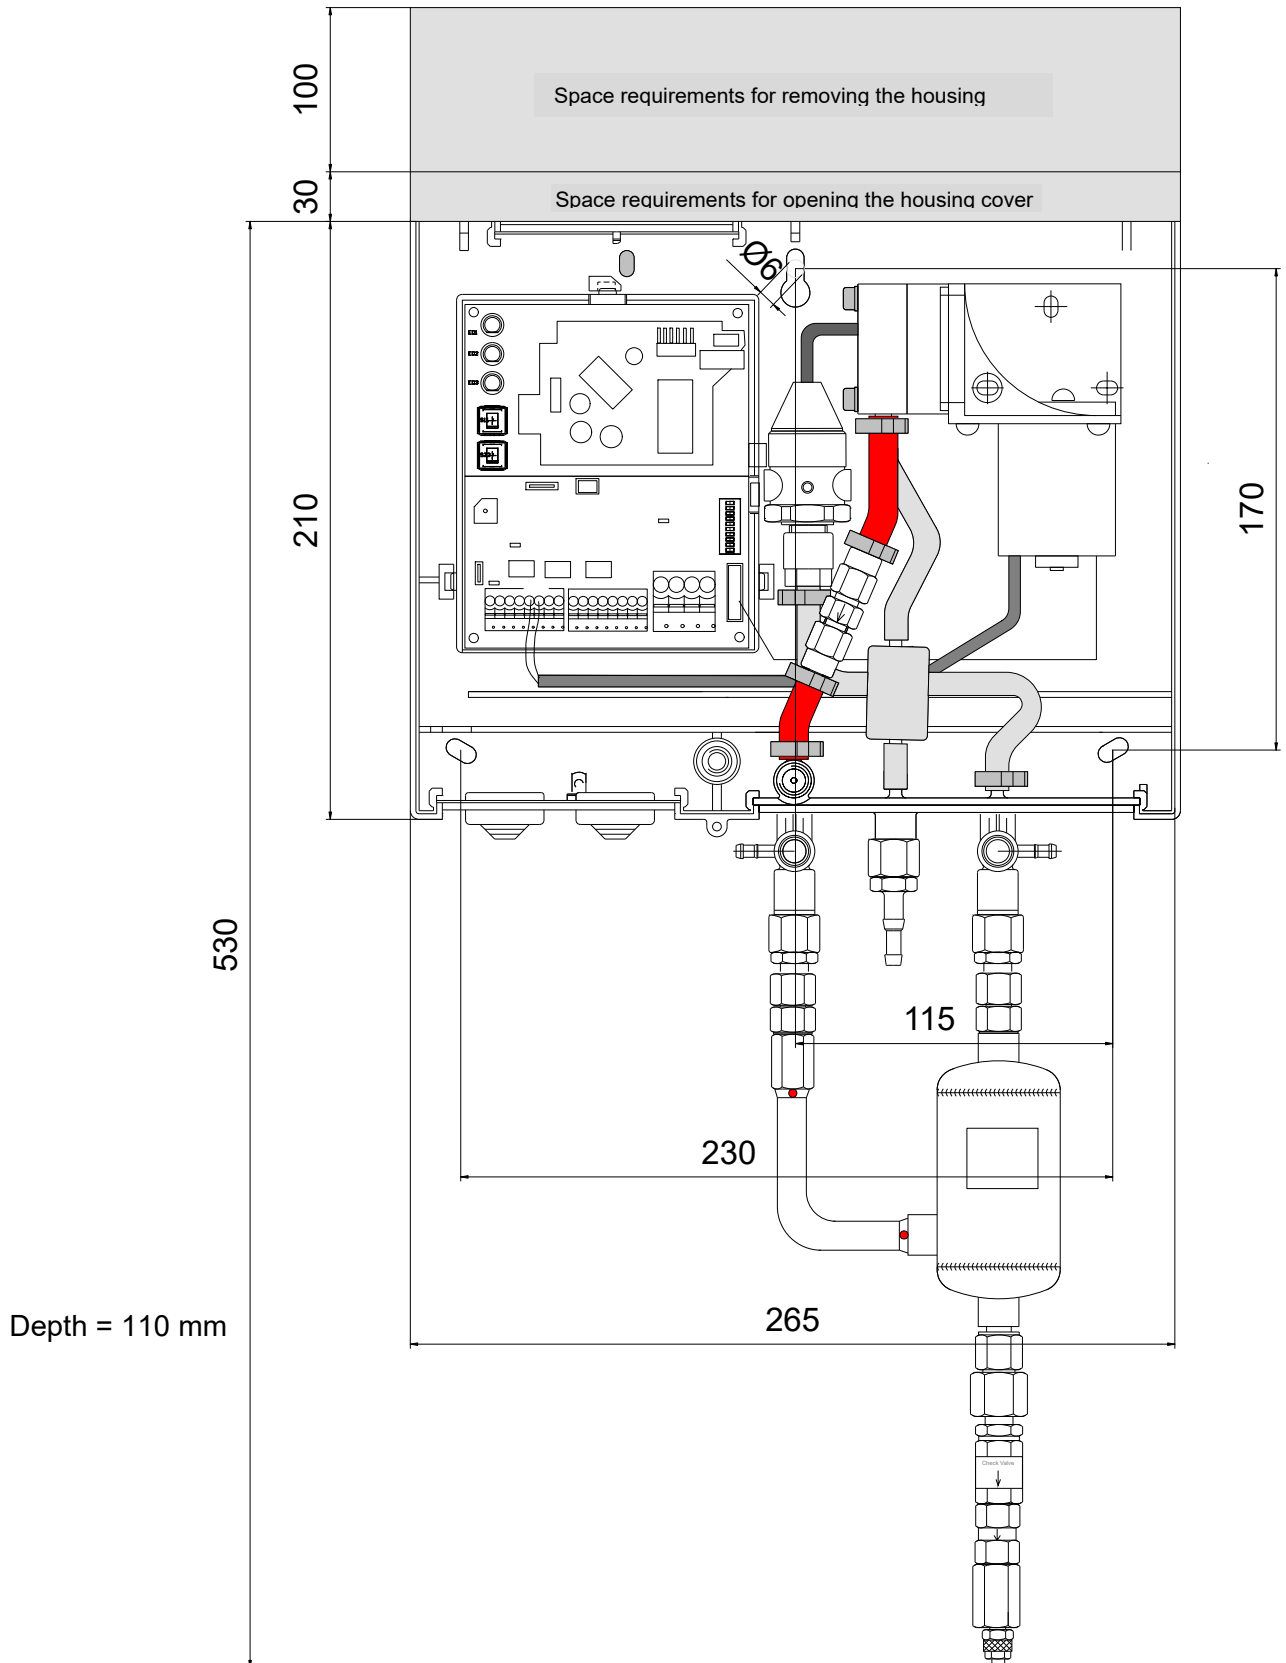 100
Space requirements for removing the housing
30
Space requirements for opening the housing cover
Ø6
210
170
530
115
230
265
Depth = 110 mm
Check Valve